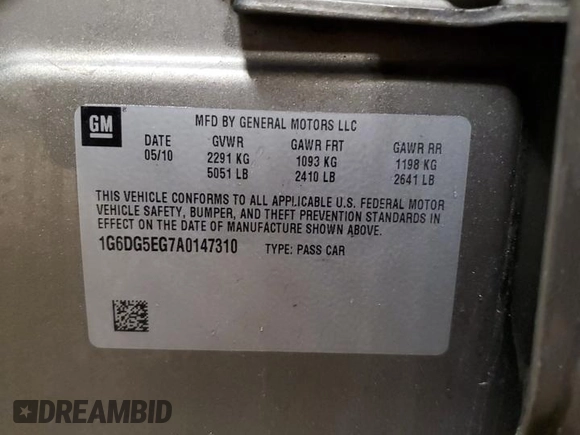 GM
MFD BY GENERAL MOTORS LLC
DATE GVWR GAWR FRT GAWR RR
05/10 2291 KG 1093 KG 1198 KG
5051 LB 2410 LB 2641 LB
THIS VEHICLE CONFORMS TO ALL APPLICABLE U.S. FEDERAL MOTOR
VEHICLE SAFETY, BUMPER, AND THEFT PREVENTION STANDARDS IN
EFFECT ON THE DATE OF MANUFACTURE SHOWN ABOVE.
1G6DG5EG7A0147310 TYPE: PASS CAR
DREAMBID